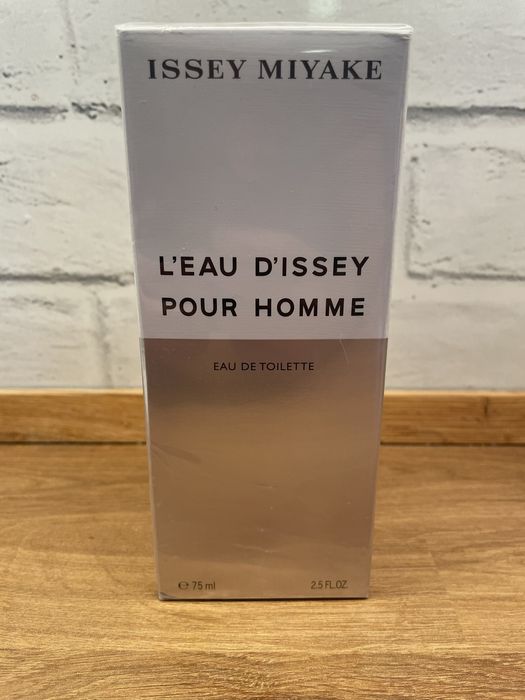 ISSEY MIYAKE
L'EAU D'ISSEY
POUR HOMME
EAU DE TOILETTE
℮ 75 ml 2.5 FL.OZ.